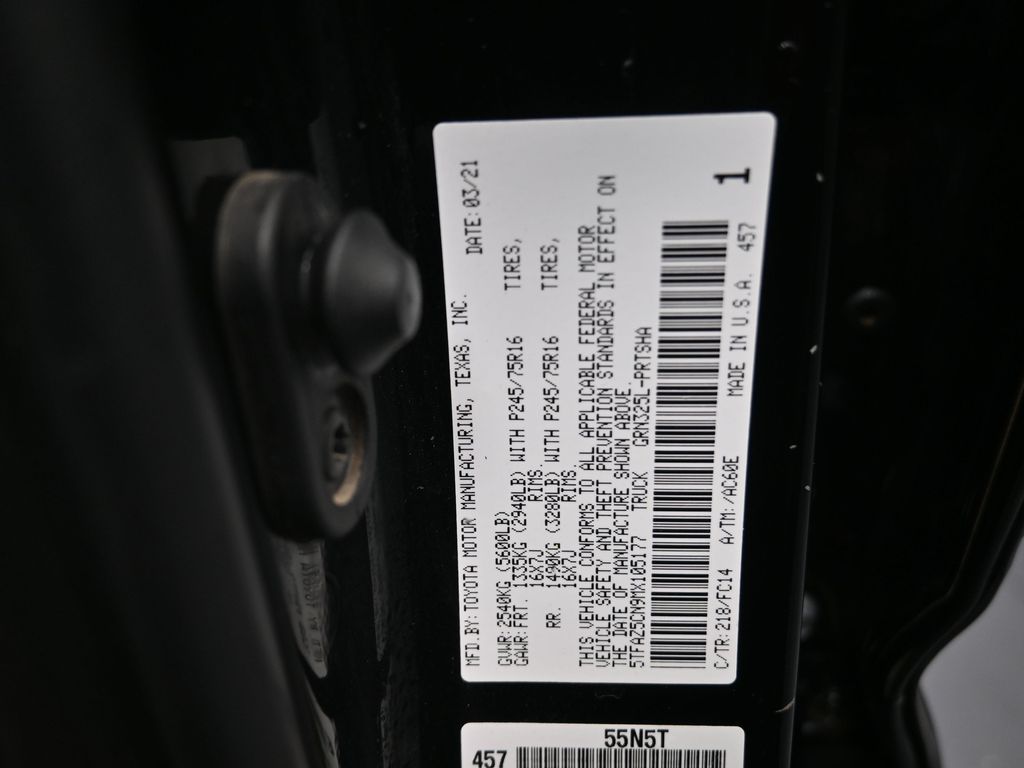 MFD.BY:TOYOTA MOTOR MANUFACTURING, TEXAS, INC. DATE:03/21
GVWR:2540KG (5600LB)
GAWR:FRT. 1335KG (2940LB) WITH P245/75R16 TIRES,
16X7J RIMS.
RR. 1490KG (3280LB) WITH P245/75R16 TIRES,
16X7J RIMS.
THIS VEHICLE CONFORMS TO ALL APPLICABLE FEDERAL MOTOR
VEHICLE SAFETY AND THEFT PREVENTION STANDARDS IN EFFECT ON
THE DATE OF MANUFACTURE SHOWN ABOVE.
5TFAZ5CN9MX105177 TRUCK GRN325L-PRTSHA
1
C/TR:218/FC14 A/TM:/AC60E MADE IN U.S.A. 457
55N5T
457